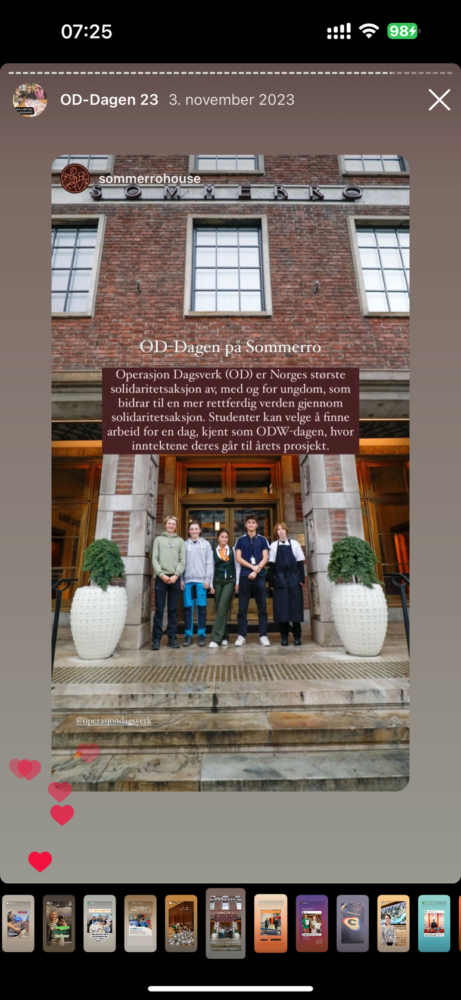 07:25
98
OD-Dagen 23 3. november 2023
sommerrohouse
SOMMERRO
OD-Dagen på Sommerro
Operasjon Dagsverk (OD) er Norges største
solidaritetsaksjon av, med og for ungdom, som
bidrar til en mer rettferdig verden gjennom
solidaritetsaksjon. Studenter kan velge å finne
arbeid for en dag, kjent som ODW-dagen, hvor
inntektene deres går til årets prosjekt.
@operasjondagsverk